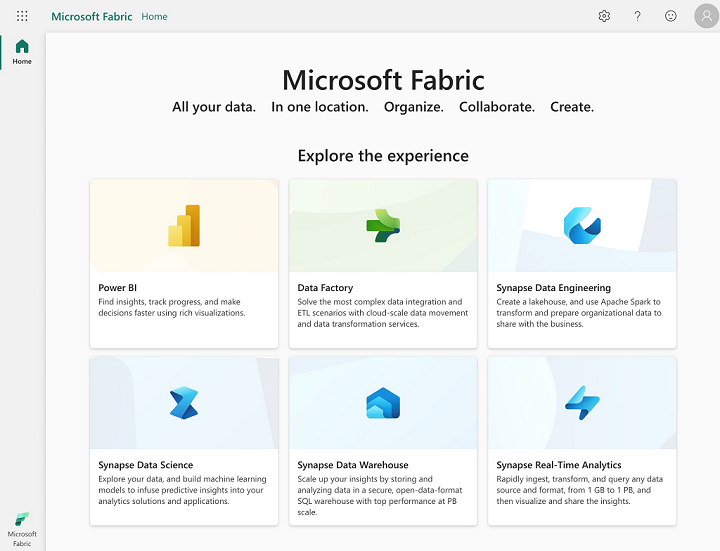 Microsoft Fabric Home
Home
Microsoft Fabric
All your data. In one location. Organize. Collaborate. Create.
Explore the experience
Power BI
Find insights, track progress, and make
decisions faster using rich visualizations.
Data Factory
Solve the most complex data integration and
ETL scenarios with cloud-scale data movement
and data transformation services.
Synapse Data Engineering
Create a lakehouse, and use Apache Spark to
transform and prepare organizational data to
share with the business.
Synapse Data Science
Explore your data, and build machine learning
models to infuse predictive insights into your
analytics solutions and applications.
Synapse Data Warehouse
Scale up your insights by storing and
analyzing data in a secure, open-data-format
SQL warehouse with top performance at PB
scale.
Synapse Real-Time Analytics
Rapidly ingest, transform, and query any data
source and format, from 1 GB to 1 PB, and
then visualize and share the insights.
Microsoft
Fabric